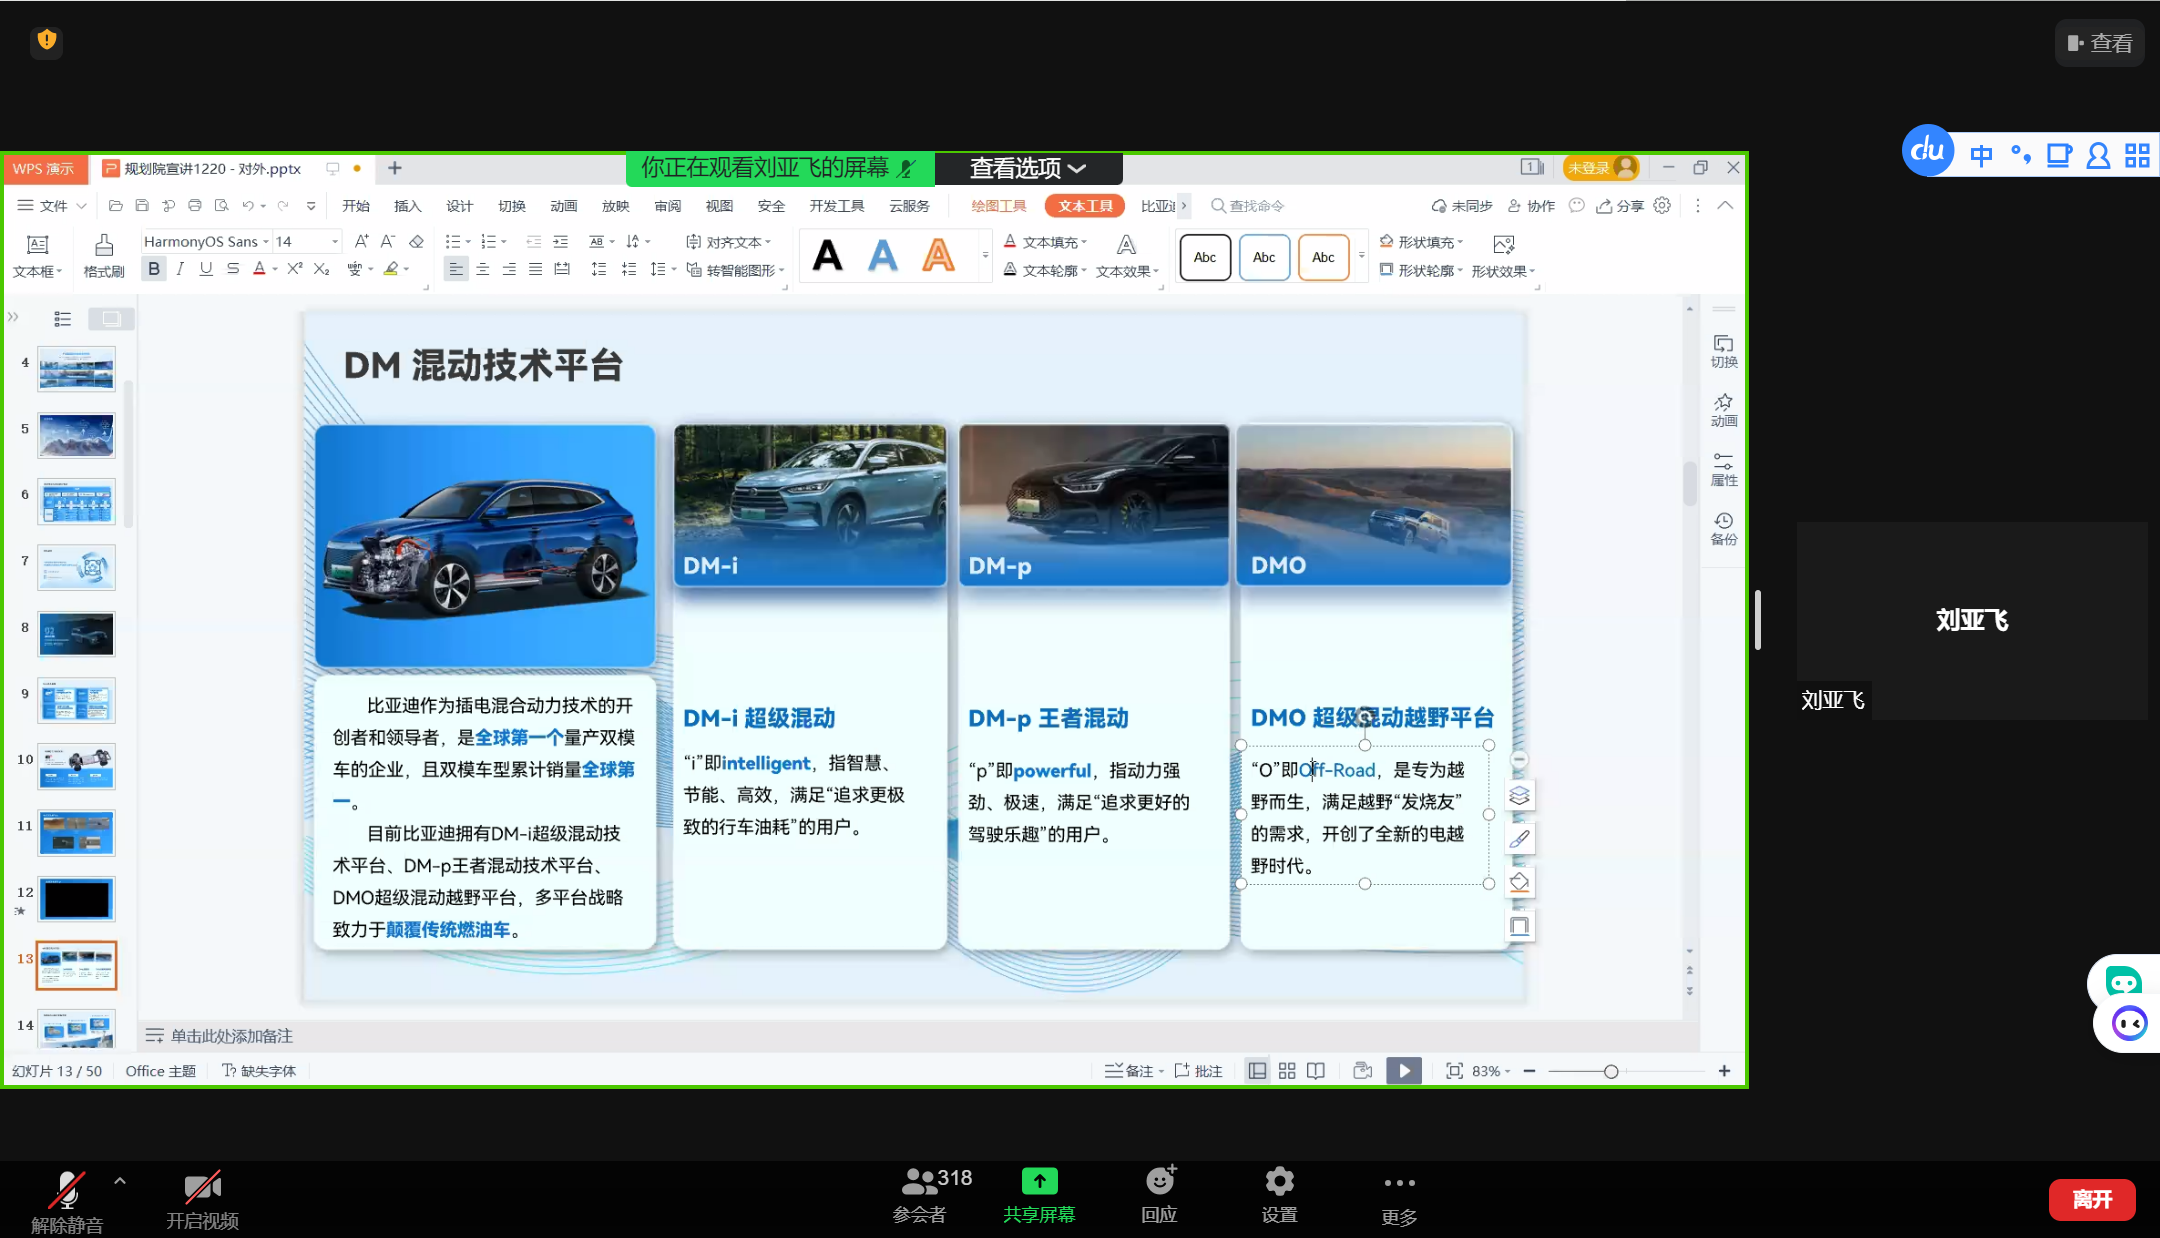 查看
WPS 演示
规划院宣讲1220 - 对外.pptx
你正在观看刘亚飞的屏幕
查看选项
未登录
du
中
文件
开始
插入
设计
切换
动画
放映
审阅
视图
安全
开发工具
云服务
绘图工具
文本工具
查找命令
未同步
协作
分享
文本框
格式刷
HarmonyOS Sans
14
对齐文本
转智能图形
文本填充
文本轮廓
文本效果
Abc
Abc
Abc
形状填充
形状轮廓
形状效果
4
5
6
7
8
9
10
11
12
13
14
DM 混动技术平台
比亚迪作为插电混合动力技术的开
创者和领导者，是全球第一个量产双模
车的企业，且双模车型累计销量全球第
一。
目前比亚迪拥有DM-i超级混动技
术平台、DM-p王者混动技术平台、
DMO超级混动越野平台，多平台战略
致力于颠覆传统燃油车。
DM-i
DM-i 超级混动
“i”即intelligent，指智慧、
节能、高效，满足“追求更极
致的行车油耗”的用户。
DM-p
DM-p 王者混动
“p”即powerful，指动力强
劲、极速，满足“追求更好的
驾驶乐趣”的用户。
DMO
DMO 超级混动越野平台
“O”即Off-Road，是专为越
野而生，满足越野“发烧友”
的需求，开创了全新的电越
野时代。
切换
动画
属性
备份
单击此处添加备注
幻灯片 13 / 50
Office 主题
缺失字体
备注
批注
83%
刘亚飞
刘亚飞
解除静音
开启视频
318
参会者
共享屏幕
回应
设置
更多
离开